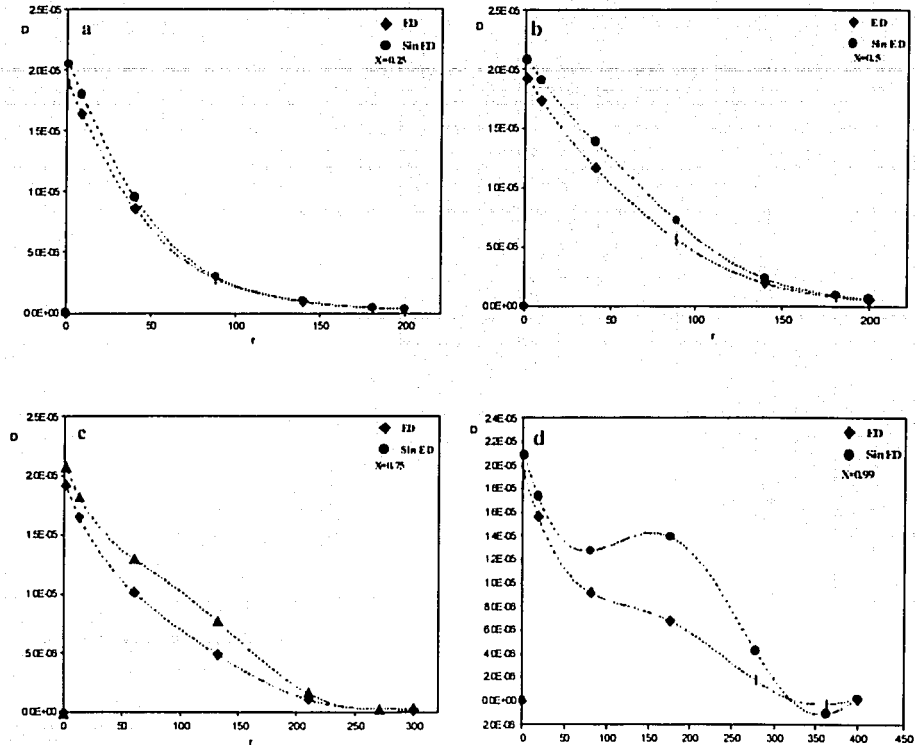 D
2.5E-05
a
ED
Sin ED
X=0.25
2.0E-05
1.5E-05
1.0E-05
5.0E-06
0.0E+00
0 50 100 150 200
r
D
2.5E-05
b
ED
Sin ED
X=0.5
2.0E-05
1.5E-05
1.0E-05
5.0E-06
0.0E+00
0 50 100 150 200
r
D
2.5E-05
c
ED
Sin ED
X=0.75
2.0E-05
1.5E-05
1.0E-05
5.0E-06
0.0E+00
0 50 100 150 200 250 300
r
D
2.4E-05
d
ED
Sin ED
X=0.99
2.2E-05
2.0E-05
1.8E-05
1.6E-05
1.4E-05
1.2E-05
1.0E-05
8.0E-06
6.0E-06
4.0E-06
2.0E-06
0.0E+00
2.0E-06
0 50 100 150 200 250 300 350 400 450